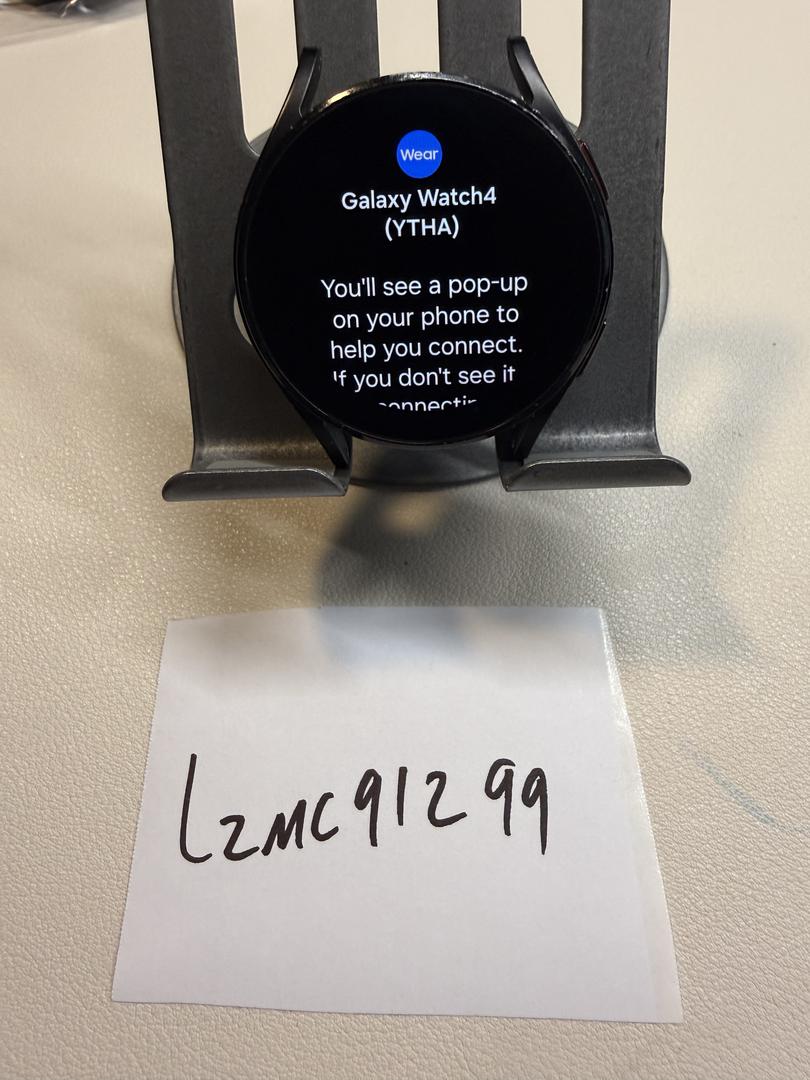 Wear
Galaxy Watch4
(YTHA)
You'll see a pop-up
on your phone to
help you connect.
If you don't see it
connectin
Lzmc91299